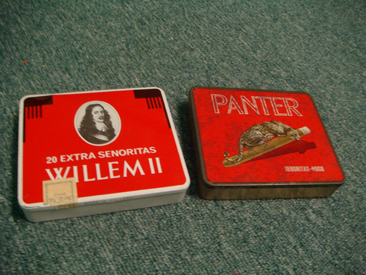 20 EXTRA SENORITAS
WILLEM II
PANTER